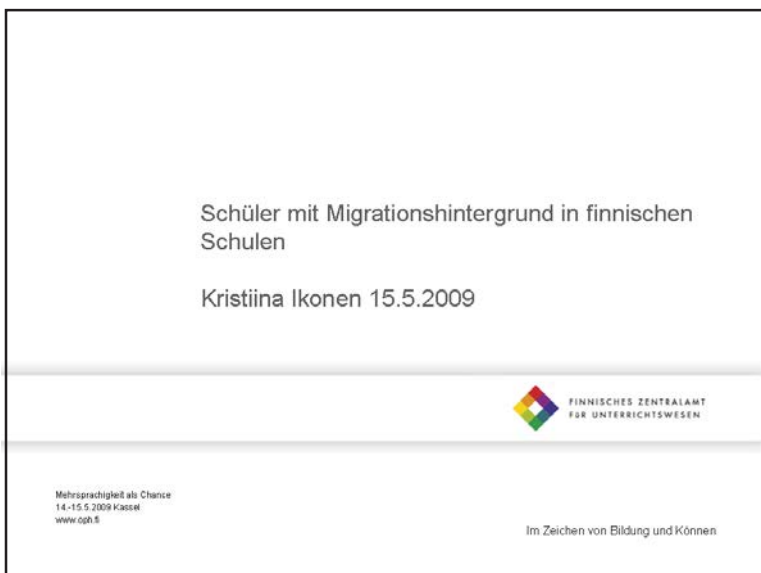 Schüler mit Migrationshintergrund in finnischen
Schulen
Kristiina Ikonen 15.5.2009
FINNISCHES ZENTRALAMT
FÜR UNTERRICHTSWESEN
Mehrsprachigkeit als Chance
14.-15.5.2009 Kassel
www.oph.fi
Im Zeichen von Bildung und Können